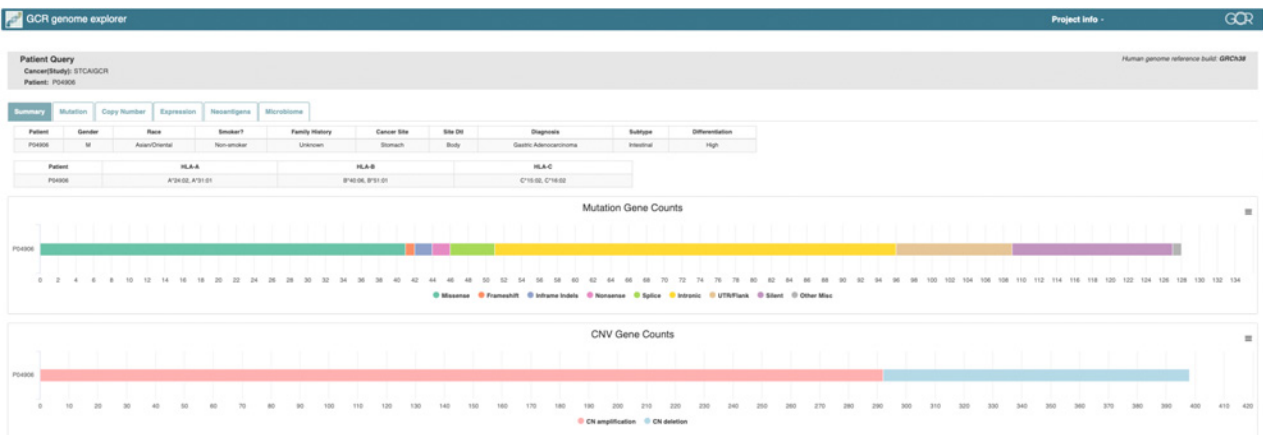 GCR genome explorer
Project Info -
GCR
Patient Query
Human genome reference build: GRCh38
Cancer(Study): STCA\GCR
Patient: P04906
Summary Mutation Copy Number Expression Neoantigens Microbiome
Patient Gender Race Smoker? Family History Cancer Site Site Dtl Diagnosis Subtype Differentiation
P04906 M Asian/Oriental Non-smoker Unknown Stomach Body Gastric Adenocarcinoma Intestinal High
Patient HLA-A HLA-B HLA-C
P04906 A*24:02, A*31:01 B*40:06, B*51:01 C*15:02, C*14:02
Mutation Gene Counts
P04906
0 2 4 6 8 10 12 14 16 18 20 22 24 26 28 30 32 34 36 38 40 42 44 46 48 50 52 54 56 58 60 62 64 66 68 70 72 74 76 78 80 82 84 86 88 90 92 94 96 98 100 102 104 106 108 110 112 114 116 118 120 122 124 126 128 130 132 134
Missense Frameshift Inframe Indels Nonsense Splice Intronic UTR/Flank Silent Other Misc
CNV Gene Counts
P04906
0 10 20 30 40 50 60 70 80 90 100 110 120 130 140 150 160 170 180 190 200 210 220 230 240 250 260 270 280 290 300 310 320 330 340 350 360 370 380 390 400 410 420
CN amplification CN deletion